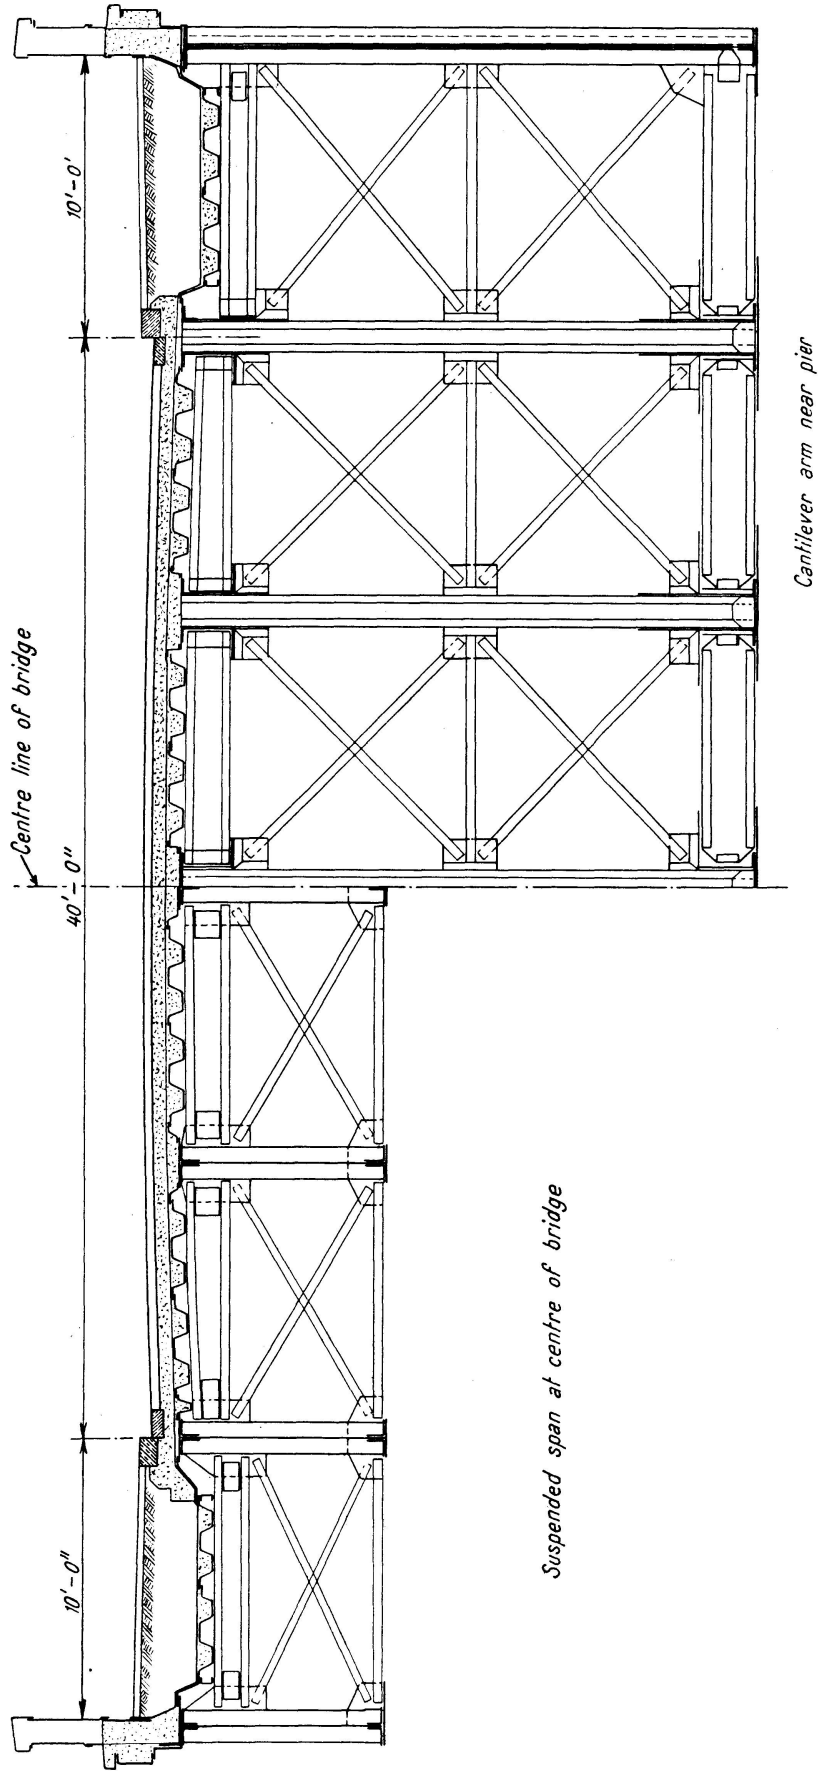 10'-0"
40'-0"
10'-0'
Centre line of bridge
Suspended span at centre of bridge
Cantilever arm near pier